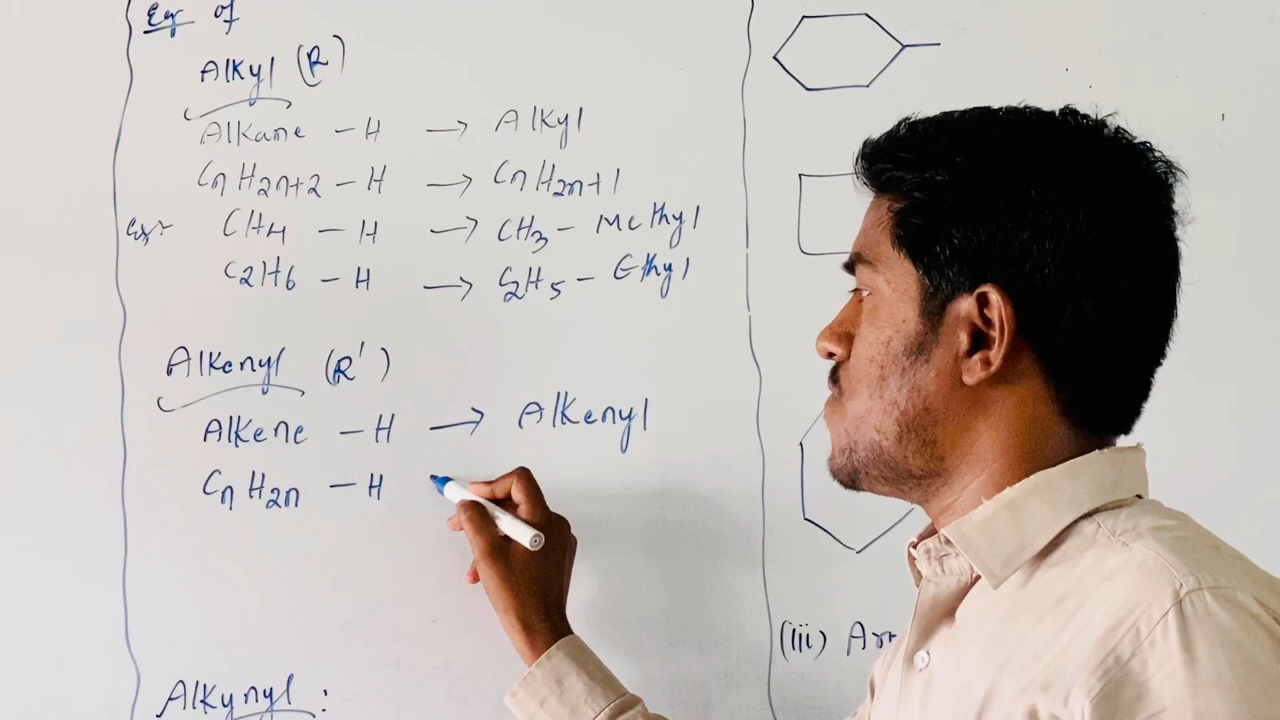 Eg of
Alkyl (R)
Alkane - H → Alkyl
CnH2n+2 - H → CnH2n+1
Eg:- CH4 - H → CH3 - Methyl
C2H6 - H → C2H5 - Ethyl
Alkenyl (R')
Alkene - H → Alkenyl
CnH2n - H
Alkynyl :
(iii)